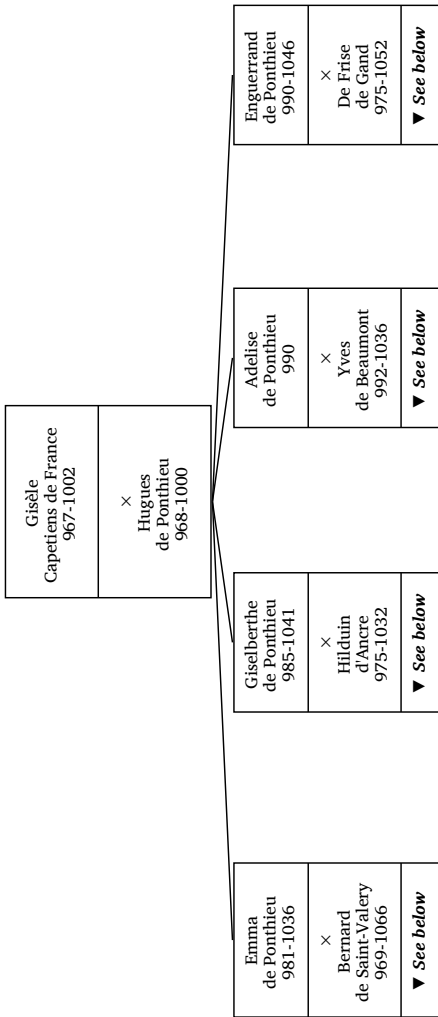 Gisèle
Capetiens de France
967-1002
×
Hugues
de Ponthieu
968-1000
Emma
de Ponthieu
981-1036
×
Bernard
de Saint-Valery
969-1066
▼ See below
Giselberthe
de Ponthieu
985-1041
×
Hilduin
d'Ancre
975-1032
▼ See below
Adelise
de Ponthieu
990
×
Yves
de Beaumont
992-1036
▼ See below
Enguerrand
de Ponthieu
990-1046
×
De Frise
de Gand
975-1052
▼ See below